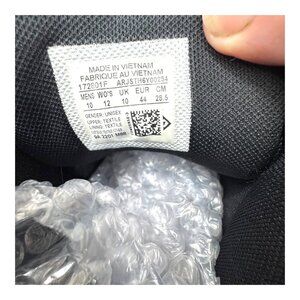 MADE IN VIETNAM
FABRIQUE AU VIETNAM
172801F
MENS WO'S UK EUR CM
10 12 10 44 28.5
GENDER: UNISEX
UPPER: TEXTILE
LINING: TEXTILE